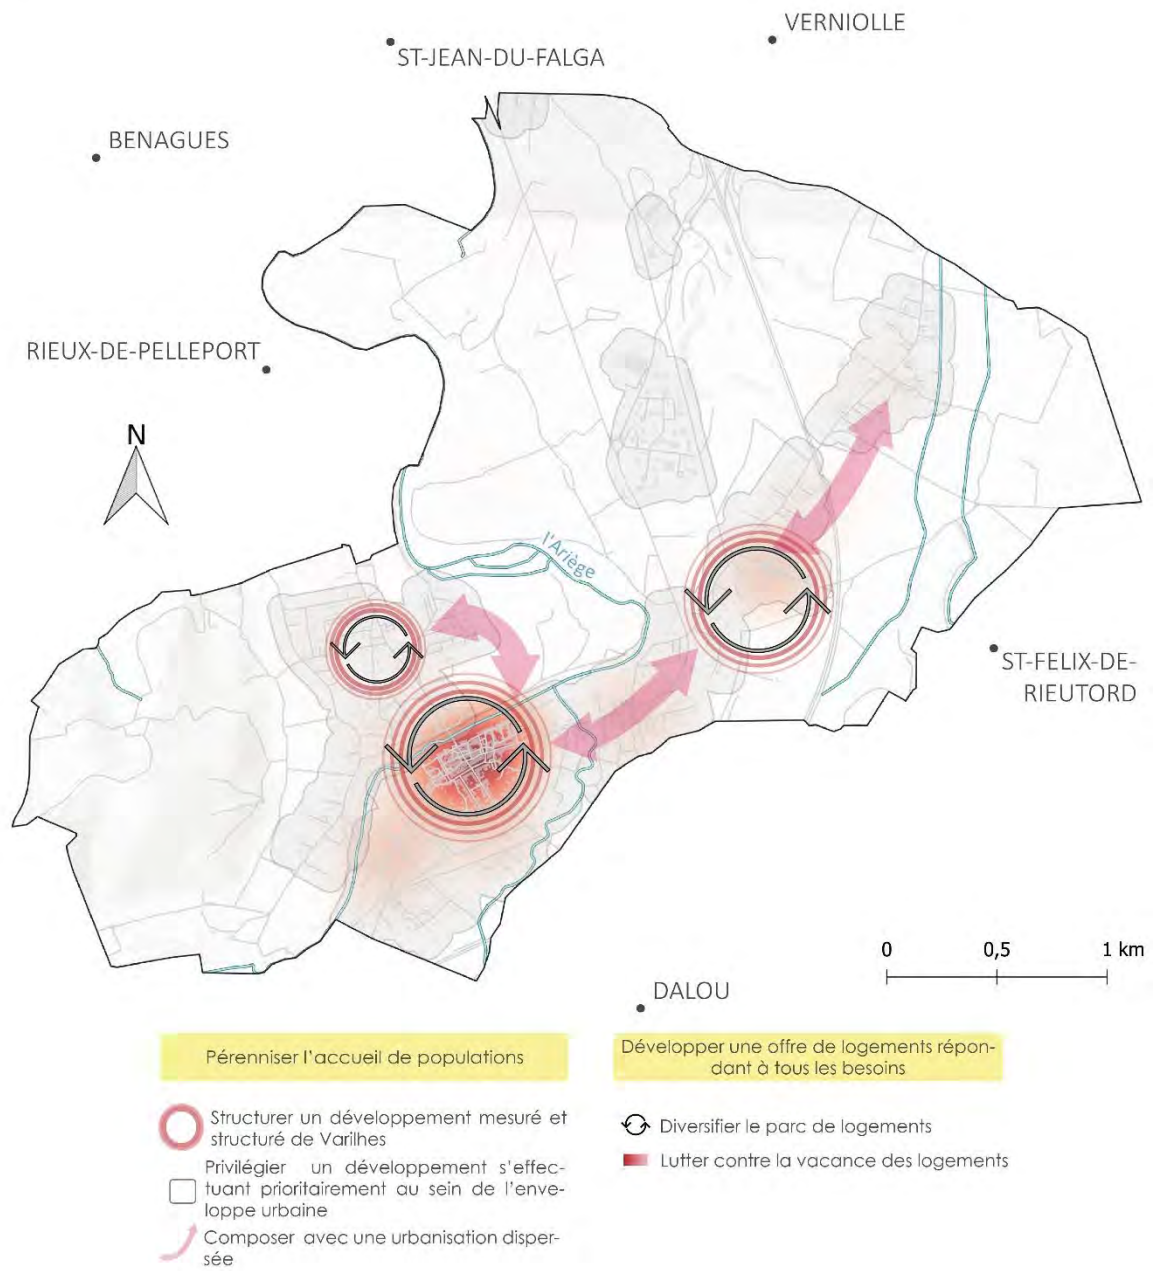 VERNIOLLE
ST-JEAN-DU-FALGA
BENAGUES
RIEUX-DE-PELLEPORT
N
l'Ariège
ST-FELIX-DE-
RIEUTORD
0 0,5 1 km
DALOU
Pérenniser l'accueil de populations
Structurer un développement mesuré et
structuré de Varilhes
Privilégier un développement s'effec-
tuant prioritairement au sein de l'enve-
loppe urbaine
Composer avec une urbanisation disper-
sée
Développer une offre de logements répon-
dant à tous les besoins
Diversifier le parc de logements
Lutter contre la vacance des logements